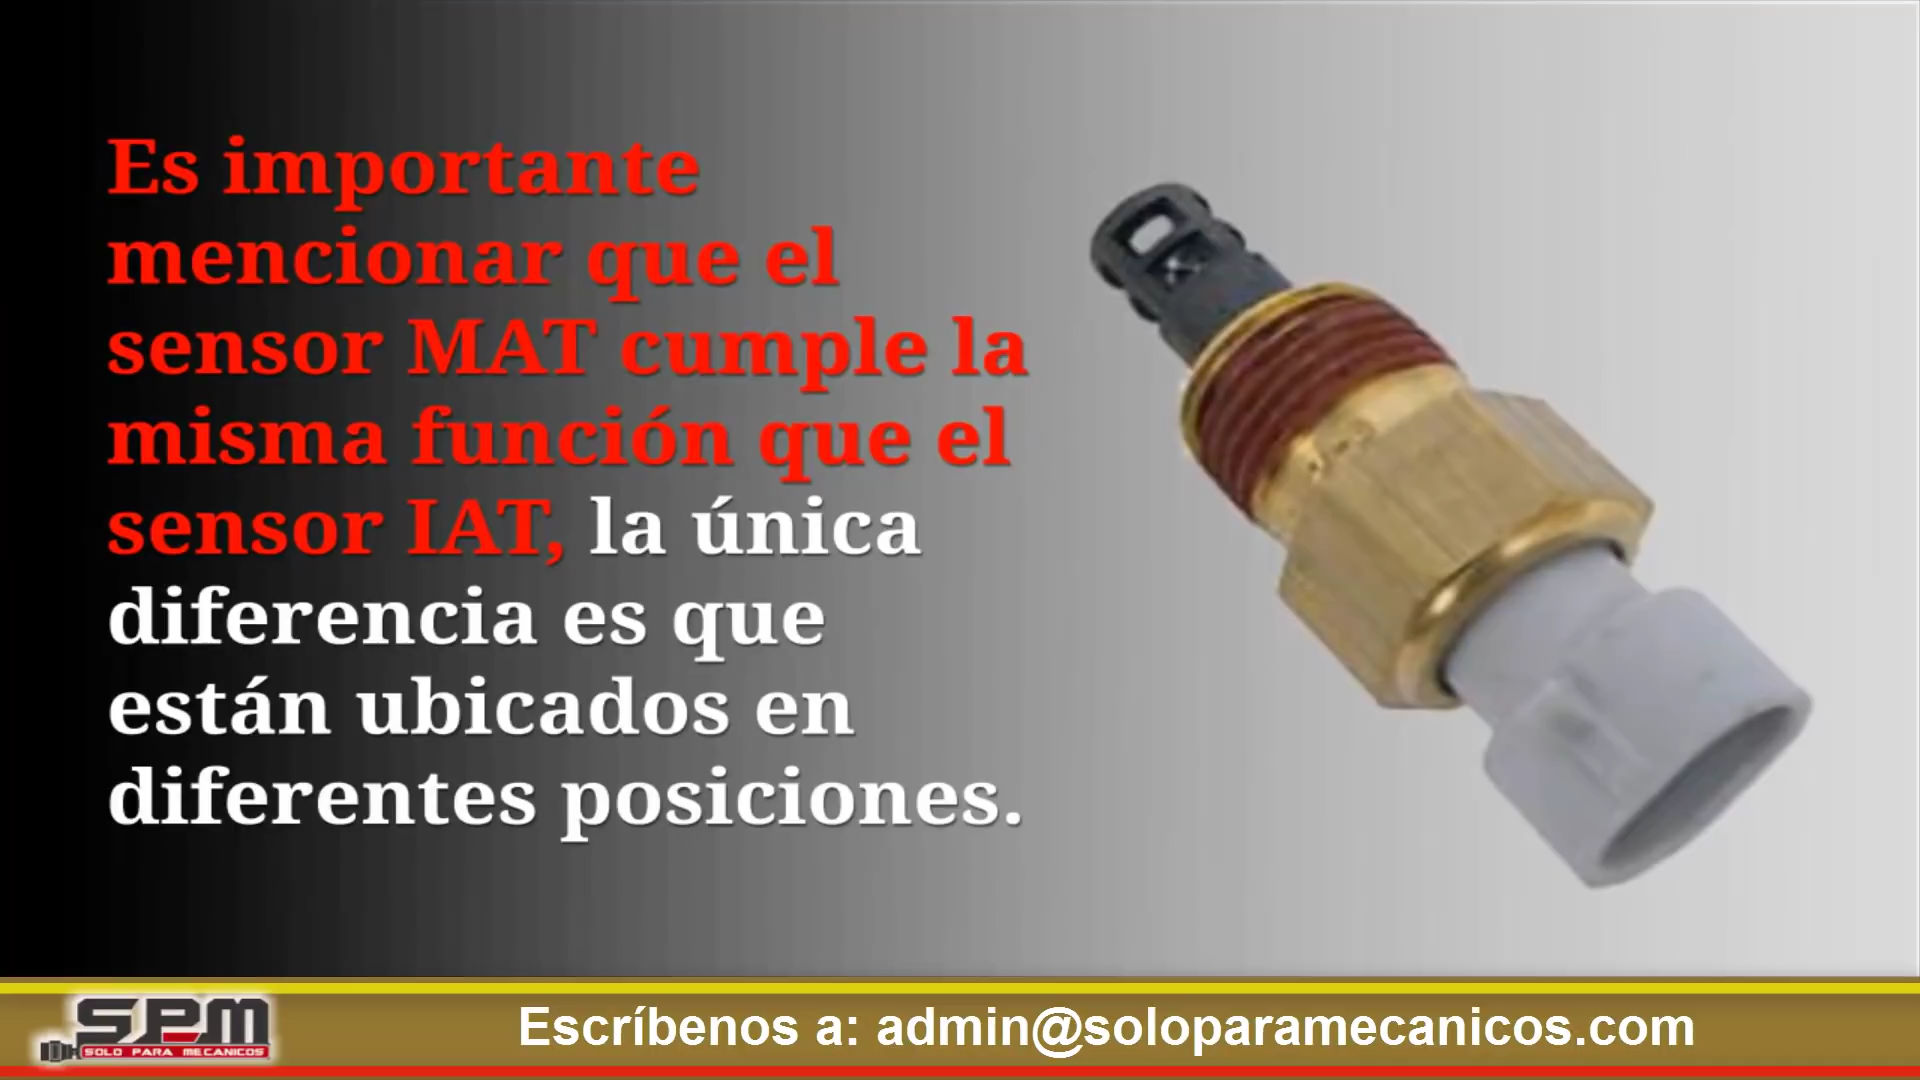 Es importante
mencionar que el
sensor MAT cumple la
misma función que el
sensor IAT, la única
diferencia es que
están ubicados en
diferentes posiciones.
SPM
SOLO PARA MECANICOS
Escríbenos a: admin@soloparamecanicos.com